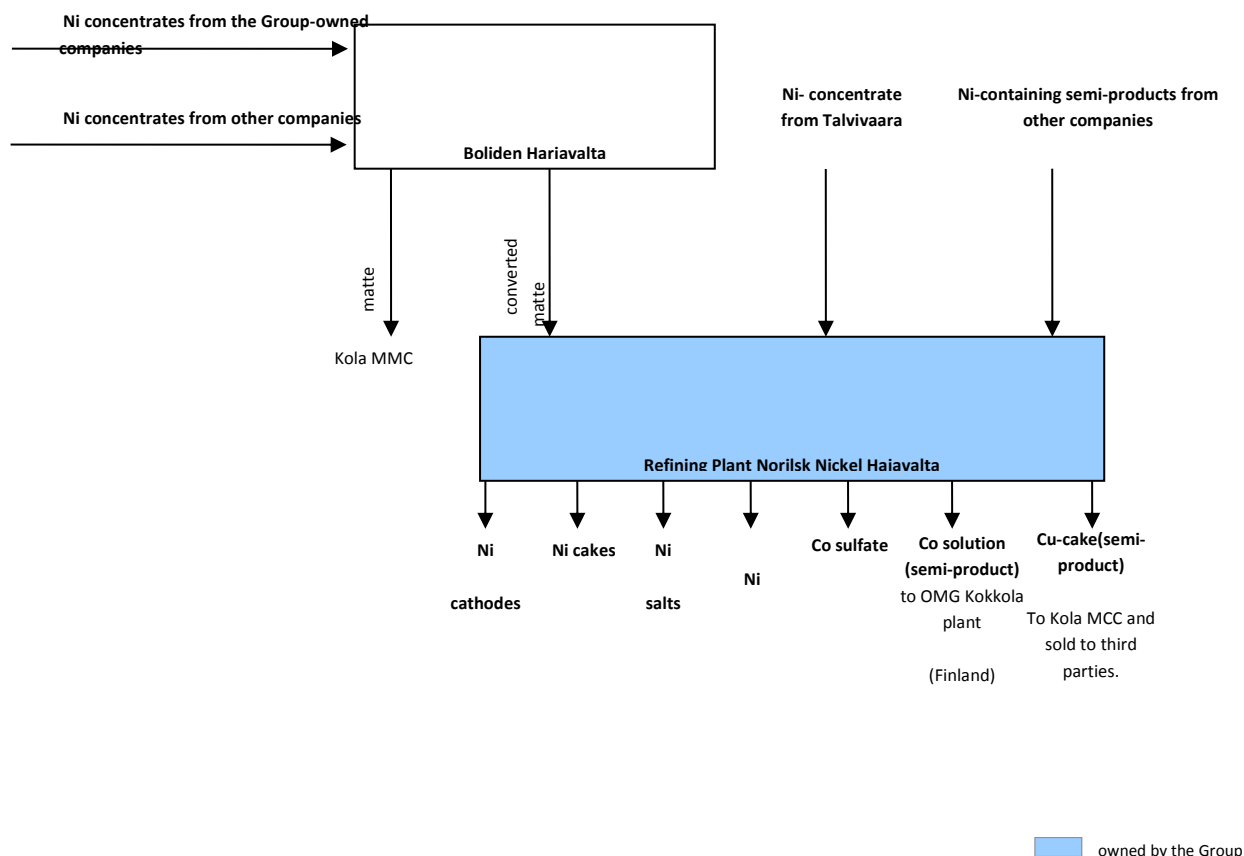 Ni concentrates from the Group-owned
companies
Ni concentrates from other companies
Boliden Hariavalta
Ni- concentrate
from Talvivaara
Ni-containing semi-products from
other companies
matte
converted
matte
Kola MMC
Refining Plant Norilsk Nickel Haiavalta
Ni
cathodes
Ni cakes
Ni
salts
Ni
Co sulfate
Co solution
(semi-product)
to OMG Kokkola
plant
(Finland)
Cu-cake(semi-
product)
To Kola MCC and
sold to third
parties.
owned by the Group